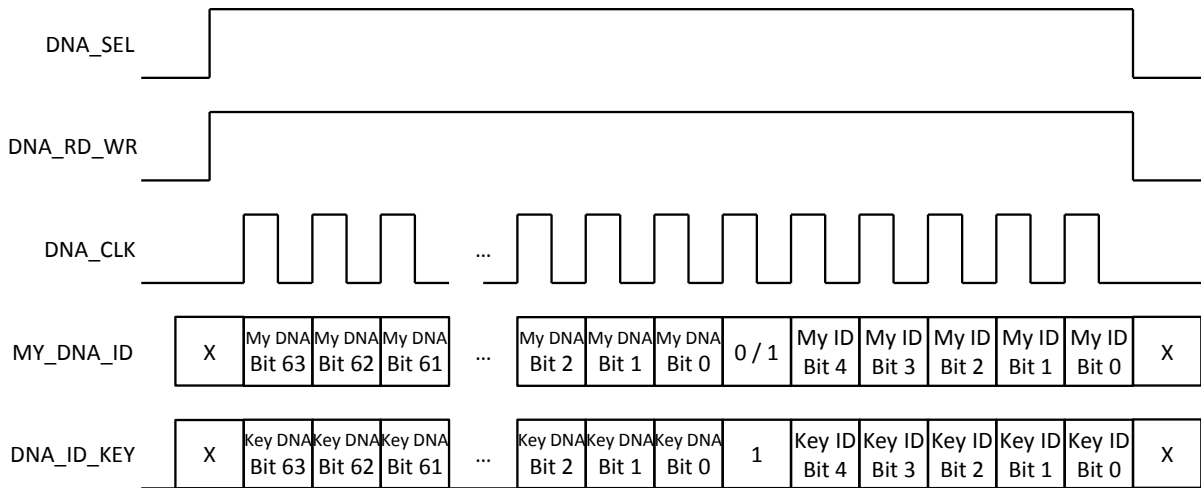 DNA_SEL
DNA_RD_WR
DNA_CLK
...
MY_DNA_ID
X
My DNA Bit 63
My DNA Bit 62
My DNA Bit 61
...
My DNA Bit 2
My DNA Bit 1
My DNA Bit 0
0 / 1
My ID Bit 4
My ID Bit 3
My ID Bit 2
My ID Bit 1
My ID Bit 0
X
DNA_ID_KEY
X
Key DNA Bit 63
Key DNA Bit 62
Key DNA Bit 61
...
Key DNA Bit 2
Key DNA Bit 1
Key DNA Bit 0
1
Key ID Bit 4
Key ID Bit 3
Key ID Bit 2
Key ID Bit 1
Key ID Bit 0
X